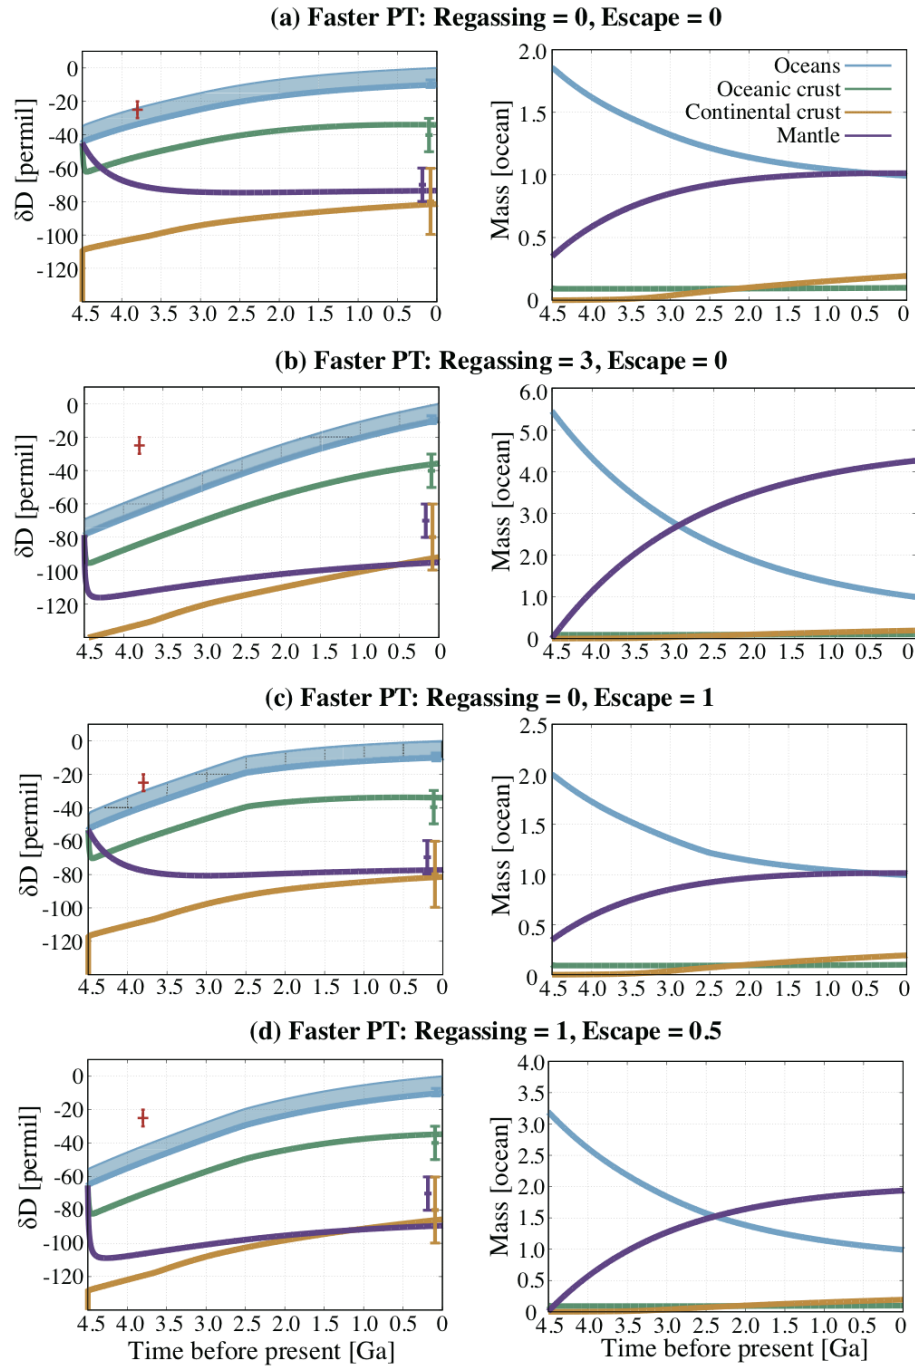 (a) Faster PT: Regassing = 0, Escape = 0
δD [permil]
0
-20
-40
-60
-80
-100
-120
4.5 4.0 3.5 3.0 2.5 2.0 1.5 1.0 0.5 0
Mass [ocean]
2.0
1.5
1.0
0.5
0
Oceans
Oceanic crust
Continental crust
Mantle
4.5 4.0 3.5 3.0 2.5 2.0 1.5 1.0 0.5 0
(b) Faster PT: Regassing = 3, Escape = 0
δD [permil]
0
-20
-40
-60
-80
-100
-120
4.5 4.0 3.5 3.0 2.5 2.0 1.5 1.0 0.5 0
Mass [ocean]
6.0
5.0
4.0
3.0
2.0
1.0
0
4.5 4.0 3.5 3.0 2.5 2.0 1.5 1.0 0.5 0
(c) Faster PT: Regassing = 0, Escape = 1
δD [permil]
0
-20
-40
-60
-80
-100
-120
4.5 4.0 3.5 3.0 2.5 2.0 1.5 1.0 0.5 0
Mass [ocean]
2.5
2.0
1.5
1.0
0.5
0
4.5 4.0 3.5 3.0 2.5 2.0 1.5 1.0 0.5 0
(d) Faster PT: Regassing = 1, Escape = 0.5
δD [permil]
0
-20
-40
-60
-80
-100
-120
4.5 4.0 3.5 3.0 2.5 2.0 1.5 1.0 0.5 0
Time before present [Ga]
Mass [ocean]
4.0
3.5
3.0
2.5
2.0
1.5
1.0
0.5
0
4.5 4.0 3.5 3.0 2.5 2.0 1.5 1.0 0.5 0
Time before present [Ga]